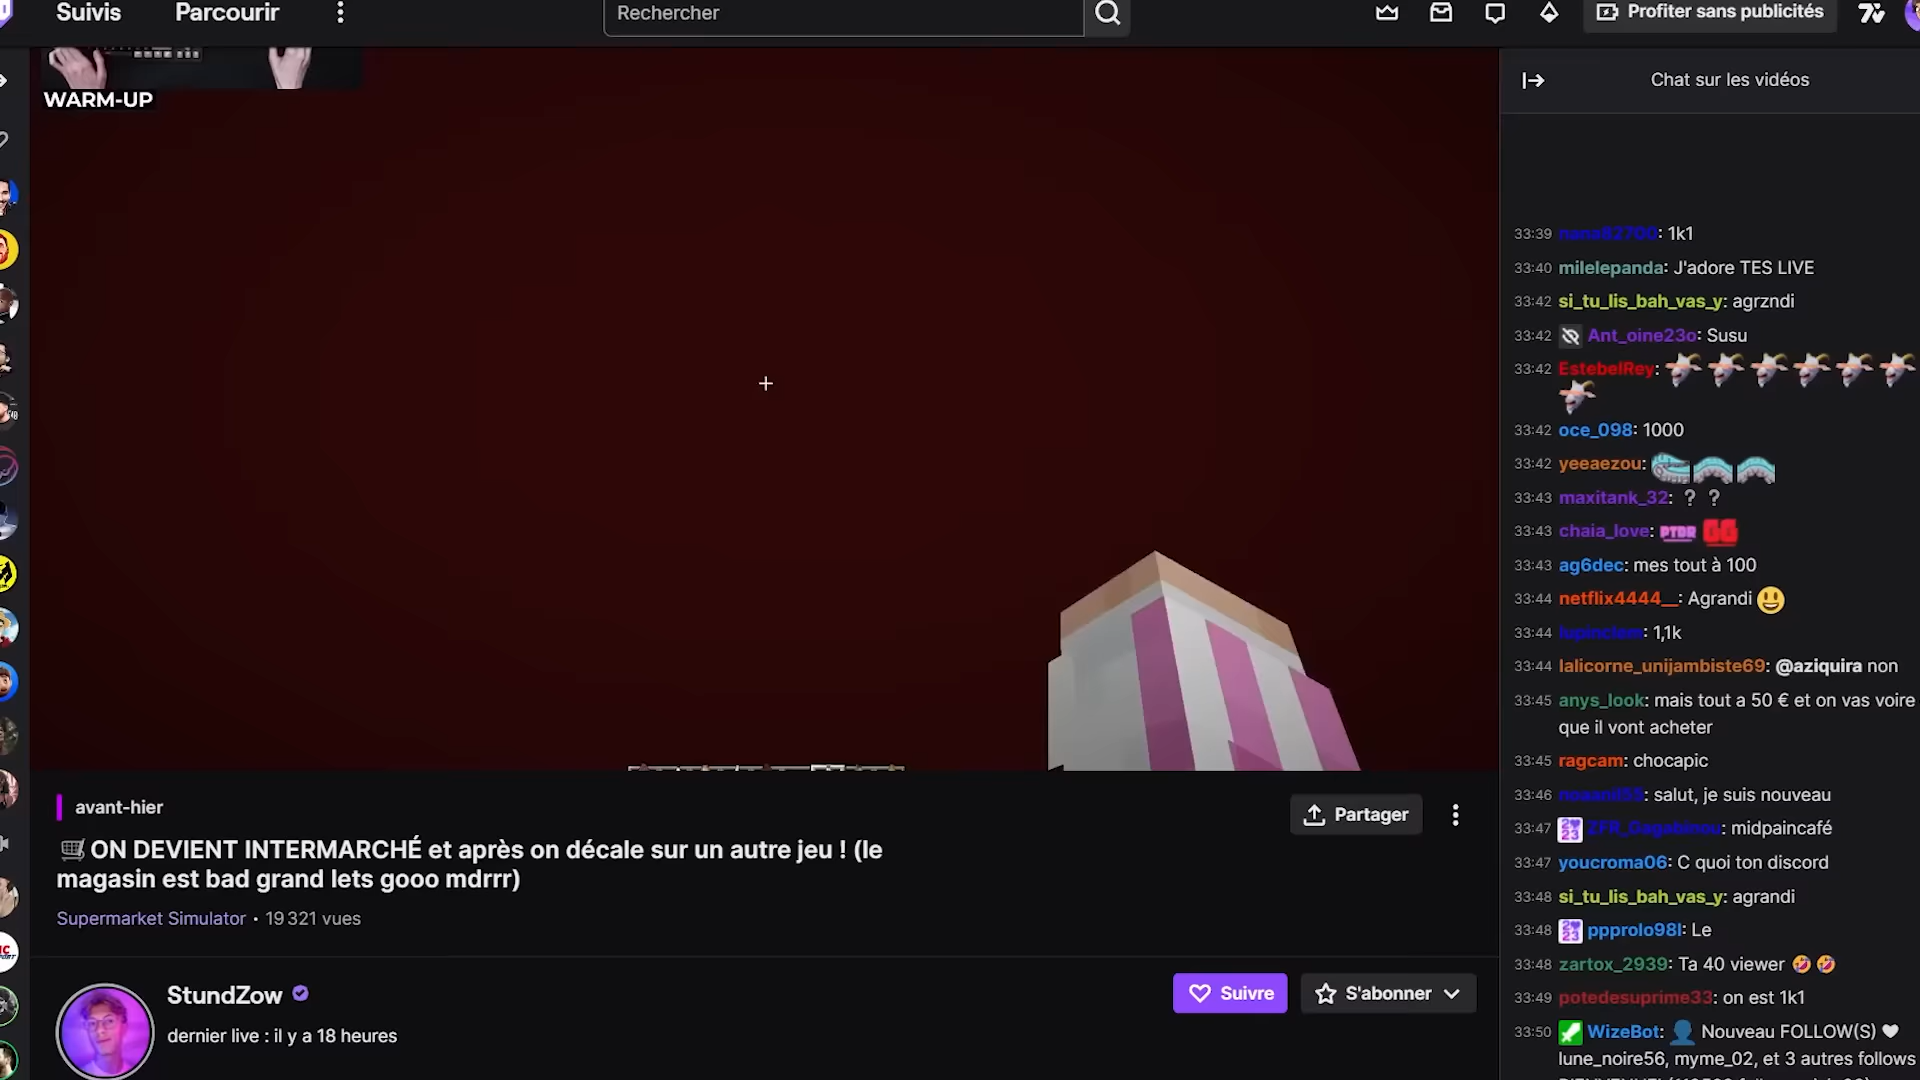 Suivis
Parcourir
Rechercher
Profiter sans publicités
WARM-UP
Chat sur les vidéos
33:39 nana82700: 1k1
33:40 milelepanda: J'adore TES LIVE
33:42 si_tu_lis_bah_vas_y: agrzndi
33:42 Ant_oine23o: Susu
33:42 EstebelRey:
33:42 oce_098: 1000
33:42 yeeaezou:
33:43 maxitank_32: ? ?
33:43 chaia_love: PTDR GG
33:43 ag6dec: mes tout à 100
33:44 netflix4444__: Agrandi 😃
33:44 lupinclem: 1,1k
33:44 lalicorne_unijambiste69: @aziquira non
33:45 anys_look: mais tout a 50 € et on vas voire
que il vont acheter
33:45 ragcam: chocapic
33:46 : salut, je suis nouveau
33:47 ZFR_Gagabinou: midpaincafé
33:47 youcroma06: C quoi ton discord
33:48 si_tu_lis_bah_vas_y: agrandi
33:48 ppprolo98l: Le
33:48 zartox_2939: Ta 40 viewer 🤣 🤣
33:49 potedesuprime33: on est 1k1
33:50 WizeBot: 👤 Nouveau FOLLOW(S) ❤
lune_noire56, myme_02, et 3 autres follows
avant-hier
Partager
🛒 ON DEVIENT INTERMARCHÉ et après on décale sur un autre jeu ! (le
magasin est bad grand lets gooo mdrrr)
Supermarket Simulator • 19 321 vues
StundZow
Suivre
S'abonner
dernier live : il y a 18 heures